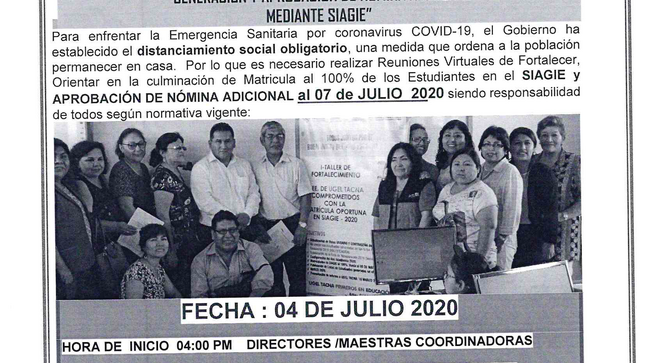 MEDIANTE SIAGIE”
Para enfrentar la Emergencia Sanitaria por coronavirus COVID-19, el Gobierno ha
establecido el distanciamiento social obligatorio, una medida que ordena a la población
permanecer en casa. Por lo que es necesario realizar Reuniones Virtuales de Fortalecer,
Orientar en la culminación de Matricula al 100% de los Estudiantes en el SIAGIE y
APROBACIÓN DE NÓMINA ADICIONAL al 07 de JULIO 2020 siendo responsabilidad
de todos según normativa vigente:
I-TALLER DE
FORTALECIMIENTO
EE. DE UGEL TACNA
COMPROMETIDOS
CON LA
MATRICULA OPORTUNA
EN SIAGIE - 2020
FECHA : 04 DE JULIO 2020
HORA DE INICIO 04:00 PM DIRECTORES /MAESTRAS COORDINADORAS